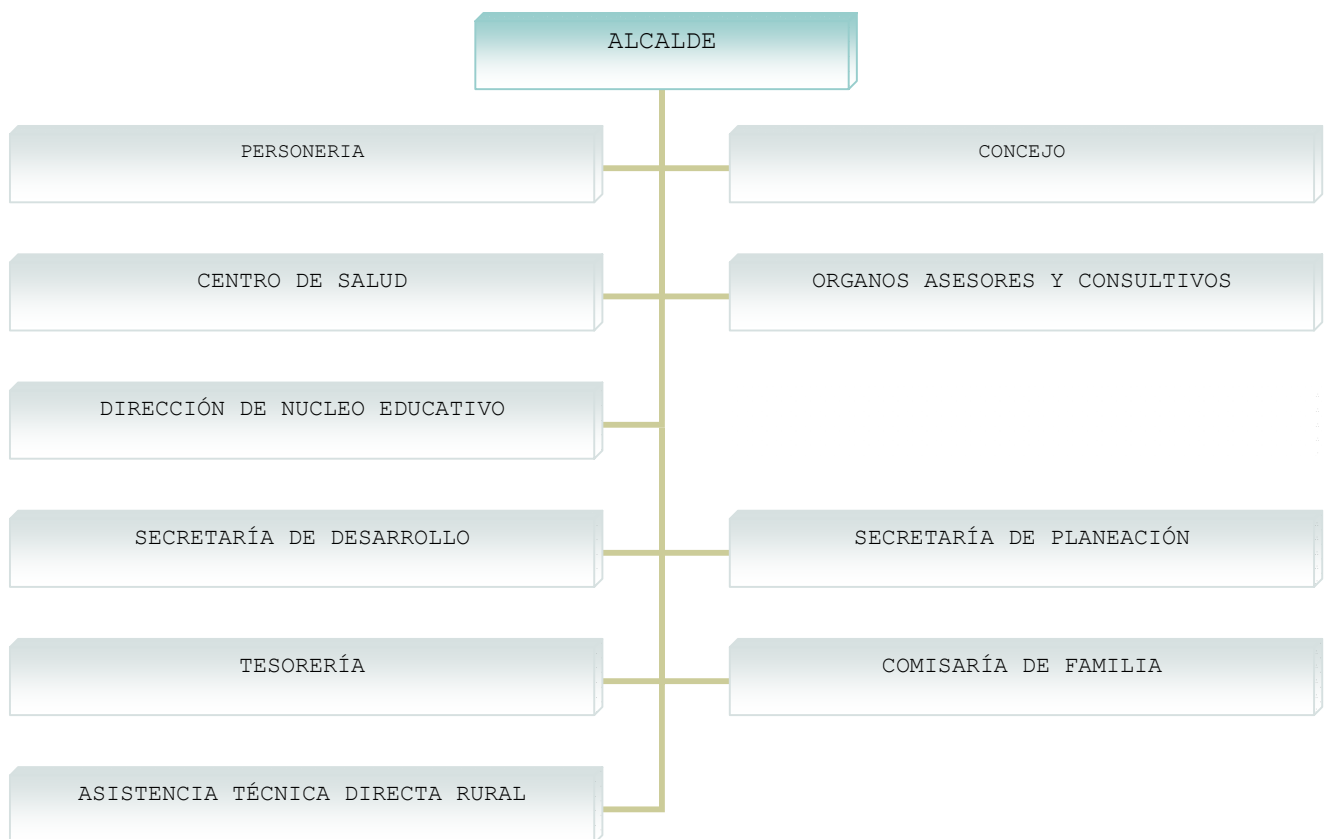 ALCALDE
PERSONERIA
CONCEJO
CENTRO DE SALUD
ORGANOS ASESORES Y CONSULTIVOS
DIRECCIÓN DE NUCLEO EDUCATIVO
SECRETARÍA DE DESARROLLO
SECRETARÍA DE PLANEACIÓN
TESORERÍA
COMISARÍA DE FAMILIA
ASISTENCIA TÉCNICA DIRECTA RURAL